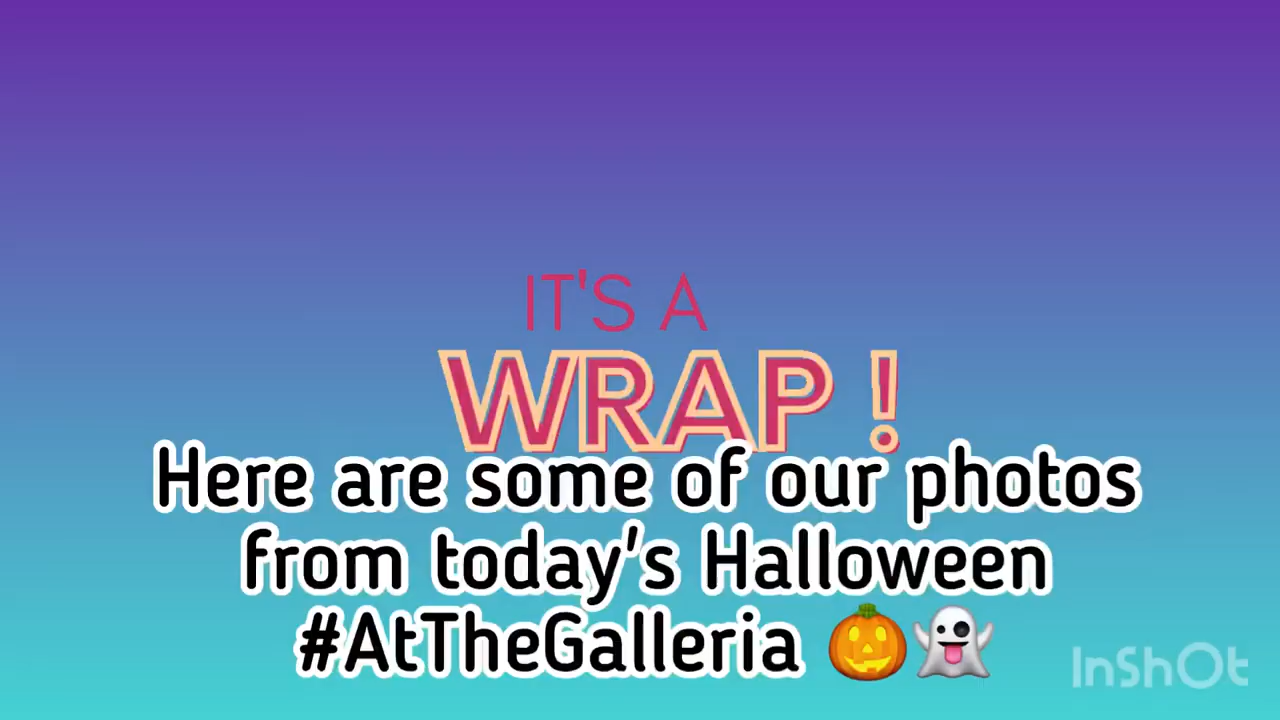 IT'S A
WRAP !
Here are some of our photos
from today's Halloween
#AtTheGalleria 🎃👻
InShOt